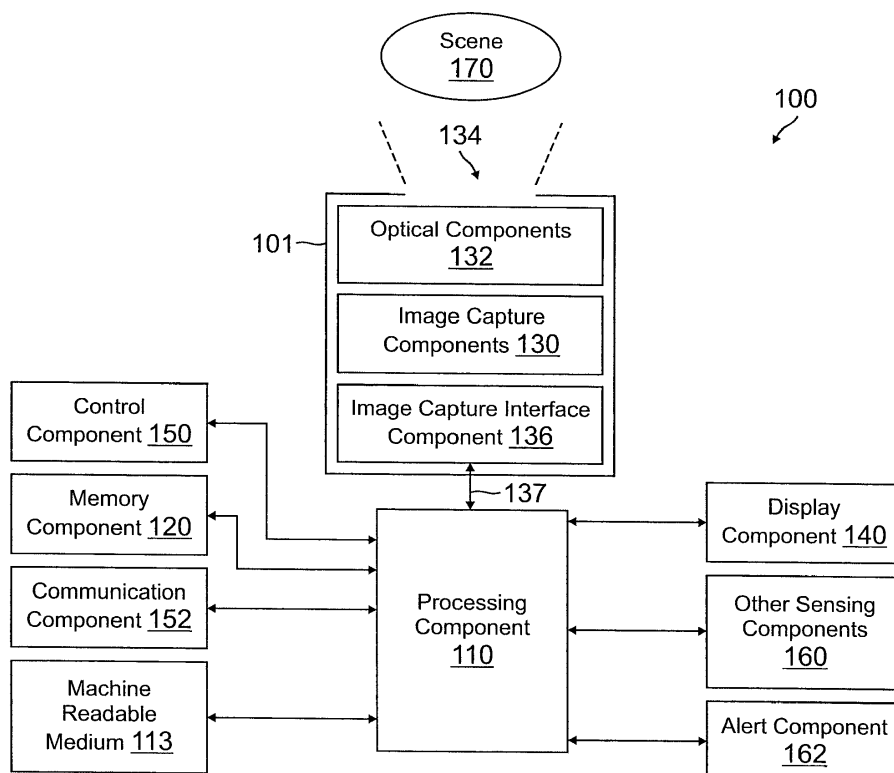 Scene
170
100
134
101
Optical Components
132
Image Capture
Components 130
Image Capture Interface
Component 136
137
Control
Component 150
Memory
Component 120
Communication
Component 152
Machine
Readable
Medium 113
Processing
Component
110
Display
Component 140
Other Sensing
Components
160
Alert Component
162